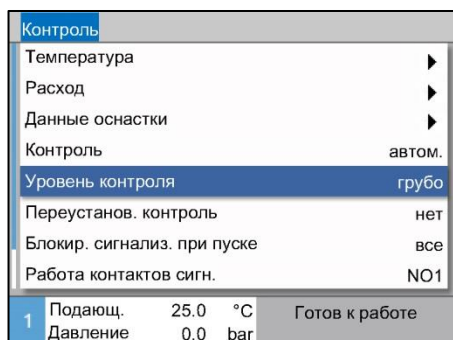 Контроль
Температура
Расход
Данные оснастки
Контроль автом.
Уровень контроля грубо
Переустанов. контроль нет
Блокир. сигнализ. при пуске все
Работа контактов сигн. NO1
1 Подающ. 25.0 °C Готов к работе
Давление 0.0 bar